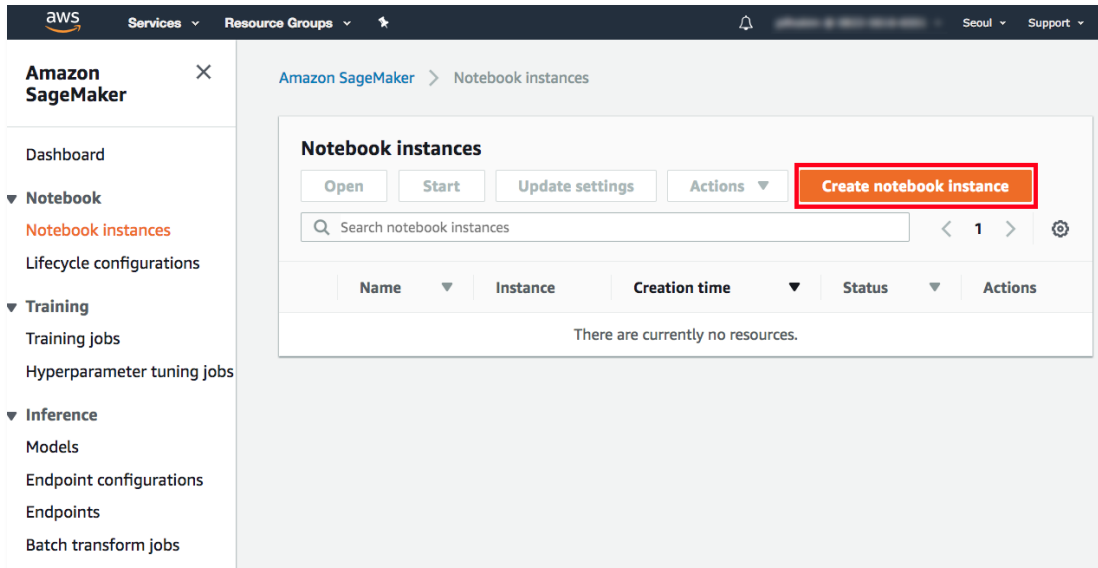 aws Services Resource Groups Seoul Support
Amazon SageMaker
Amazon SageMaker > Notebook instances
Dashboard
Notebook
Notebook instances
Lifecycle configurations
Training
Training jobs
Hyperparameter tuning jobs
Inference
Models
Endpoint configurations
Endpoints
Batch transform jobs
Notebook instances
Open Start Update settings Actions Create notebook instance
Search notebook instances < 1 >
Name Instance Creation time Status Actions
There are currently no resources.